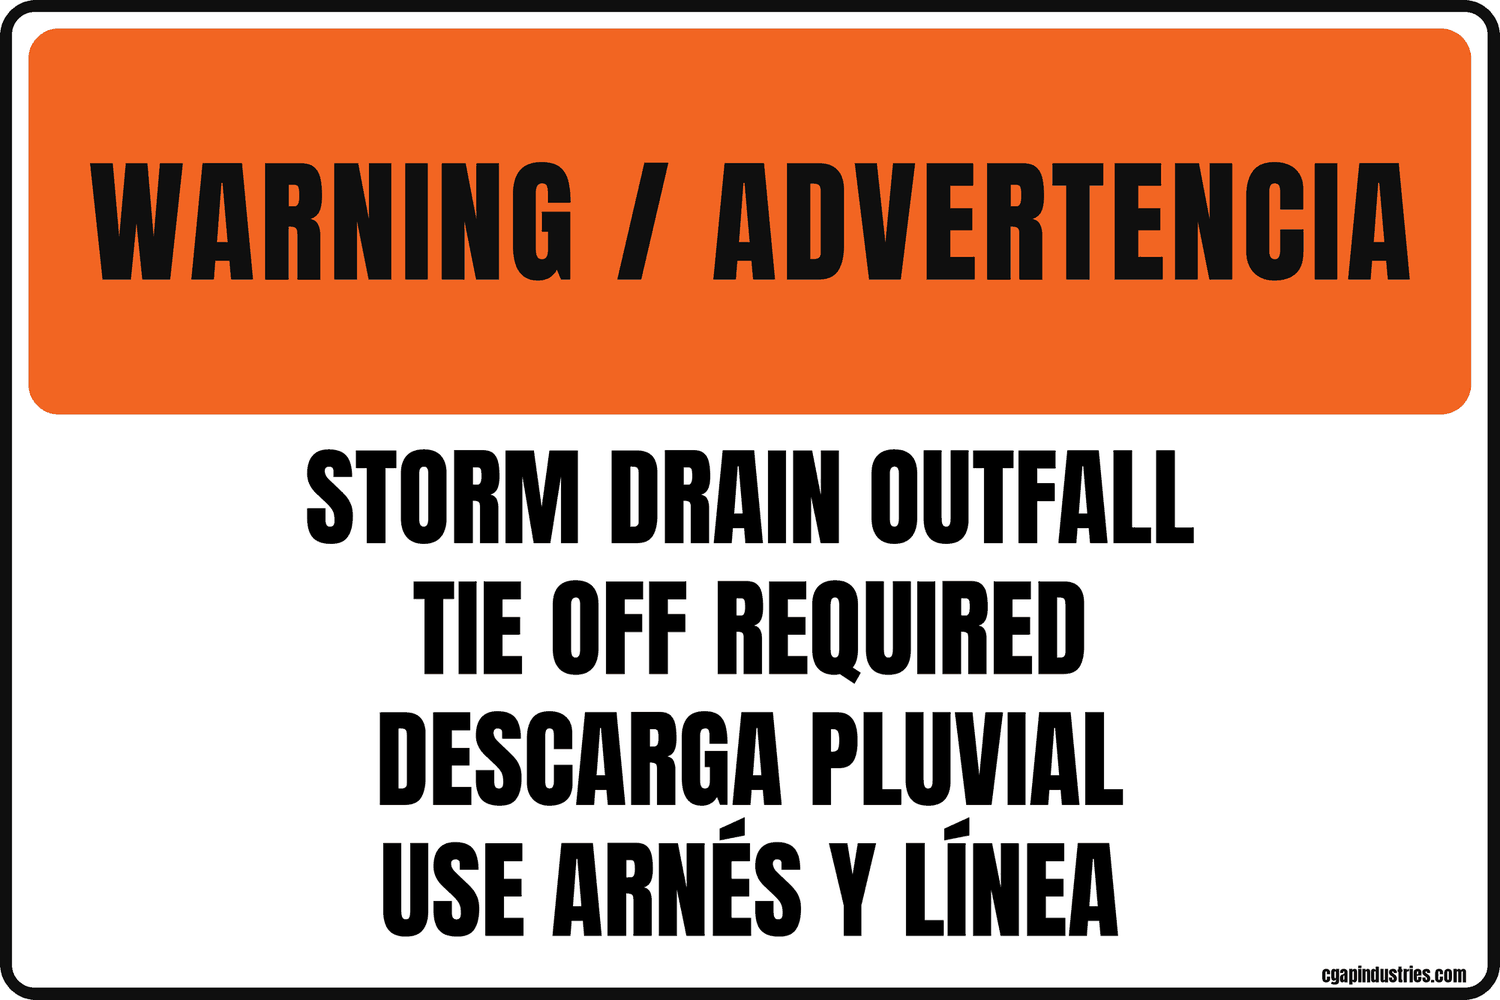 WARNING / ADVERTENCIA
STORM DRAIN OUTFALL
TIE OFF REQUIRED
DESCARGA PLUVIAL
USE ARNÉS Y LÍNEA
cgapindustries.com